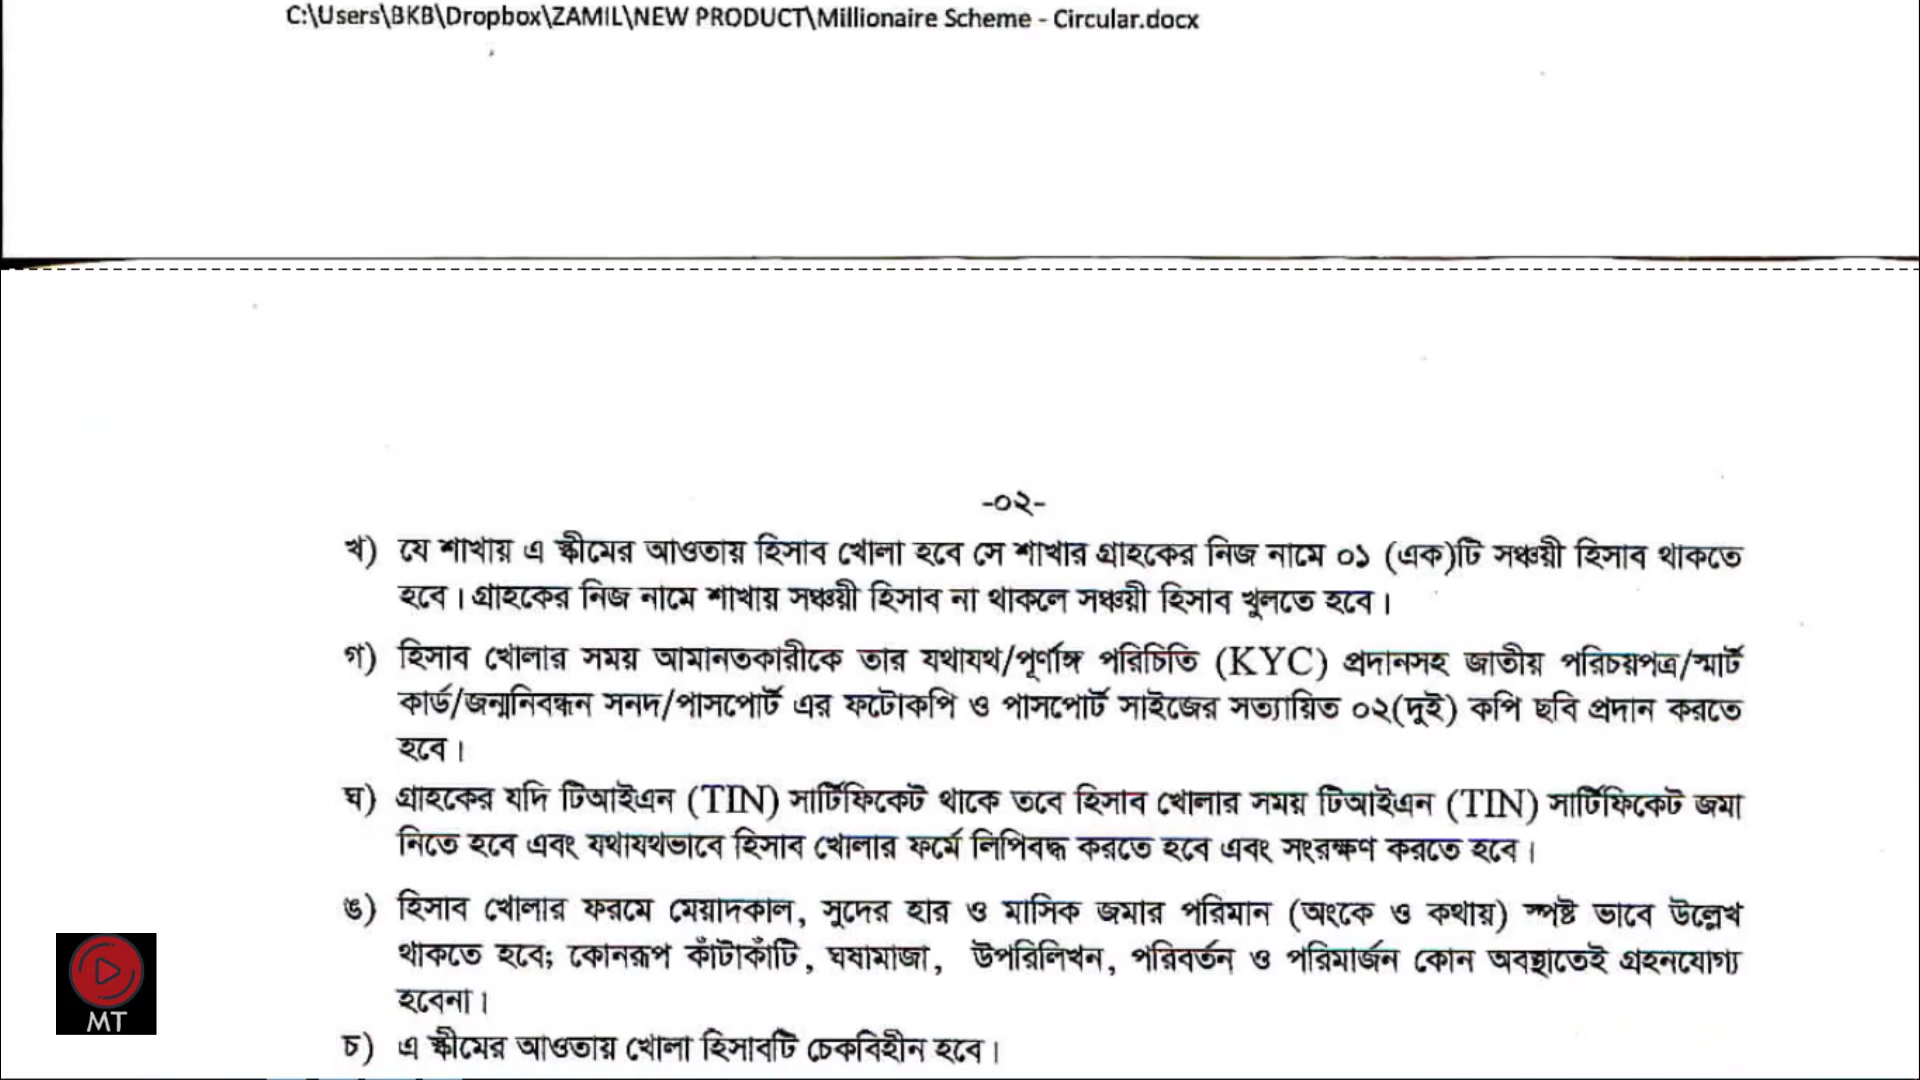 C:\Users\BKB\Dropbox\ZAMIL\NEW PRODUCT\Millionaire Scheme - Circular.docx
-০২-
খ) যে শাখায় এ স্কীমের আওতায় হিসাব খোলা হবে সে শাখার গ্রাহকের নিজ নামে ০১ (এক)টি সঞ্চয়ী হিসাব থাকতে
হবে। গ্রাহকের নিজ নামে শাখায় সঞ্চয়ী হিসাব না থাকলে সঞ্চয়ী হিসাব খুলতে হবে।
গ) হিসাব খোলার সময় আমানতকারীকে তার যথাযথ/পূর্ণাঙ্গ পরিচিতি (KYC) প্রদানসহ জাতীয় পরিচয়পত্র/স্মার্ট
কার্ড/জন্মনিবন্ধন সনদ/পাসপোর্ট এর ফটোকপি ও পাসপোর্ট সাইজের সত্যায়িত ০২(দুই) কপি ছবি প্রদান করতে
হবে।
ঘ) গ্রাহকের যদি টিআইএন (TIN) সার্টিফিকেট থাকে তবে হিসাব খোলার সময় টিআইএন (TIN) সার্টিফিকেট জমা
নিতে হবে এবং যথাযথভাবে হিসাব খোলার ফর্মে লিপিবদ্ধ করতে হবে এবং সংরক্ষণ করতে হবে।
ঙ) হিসাব খোলার ফরমে মেয়াদকাল, সুদের হার ও মাসিক জমার পরিমান (অংকে ও কথায়) স্পষ্ট ভাবে উল্লেখ
থাকতে হবে; কোনরূপ কাঁটাকাঁটি, ঘষামাজা, উপরিলিখন, পরিবর্তন ও পরিমার্জন কোন অবস্থাতেই গ্রহনযোগ্য
হবেনা।
চ) এ স্কীমের আওতায় খোলা হিসাবটি চেকবিহীন হবে।
MT